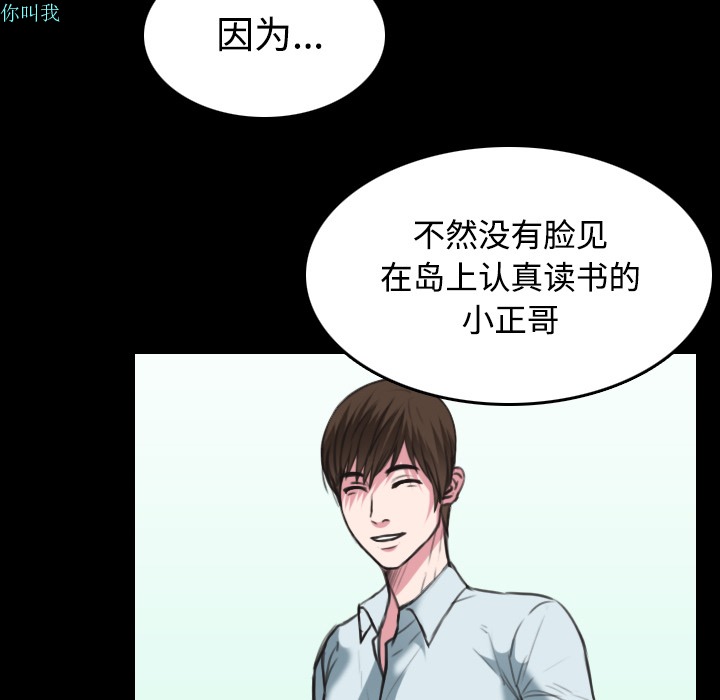 你叫我
因为...
不然没有脸见
在岛上认真读书的
小正哥